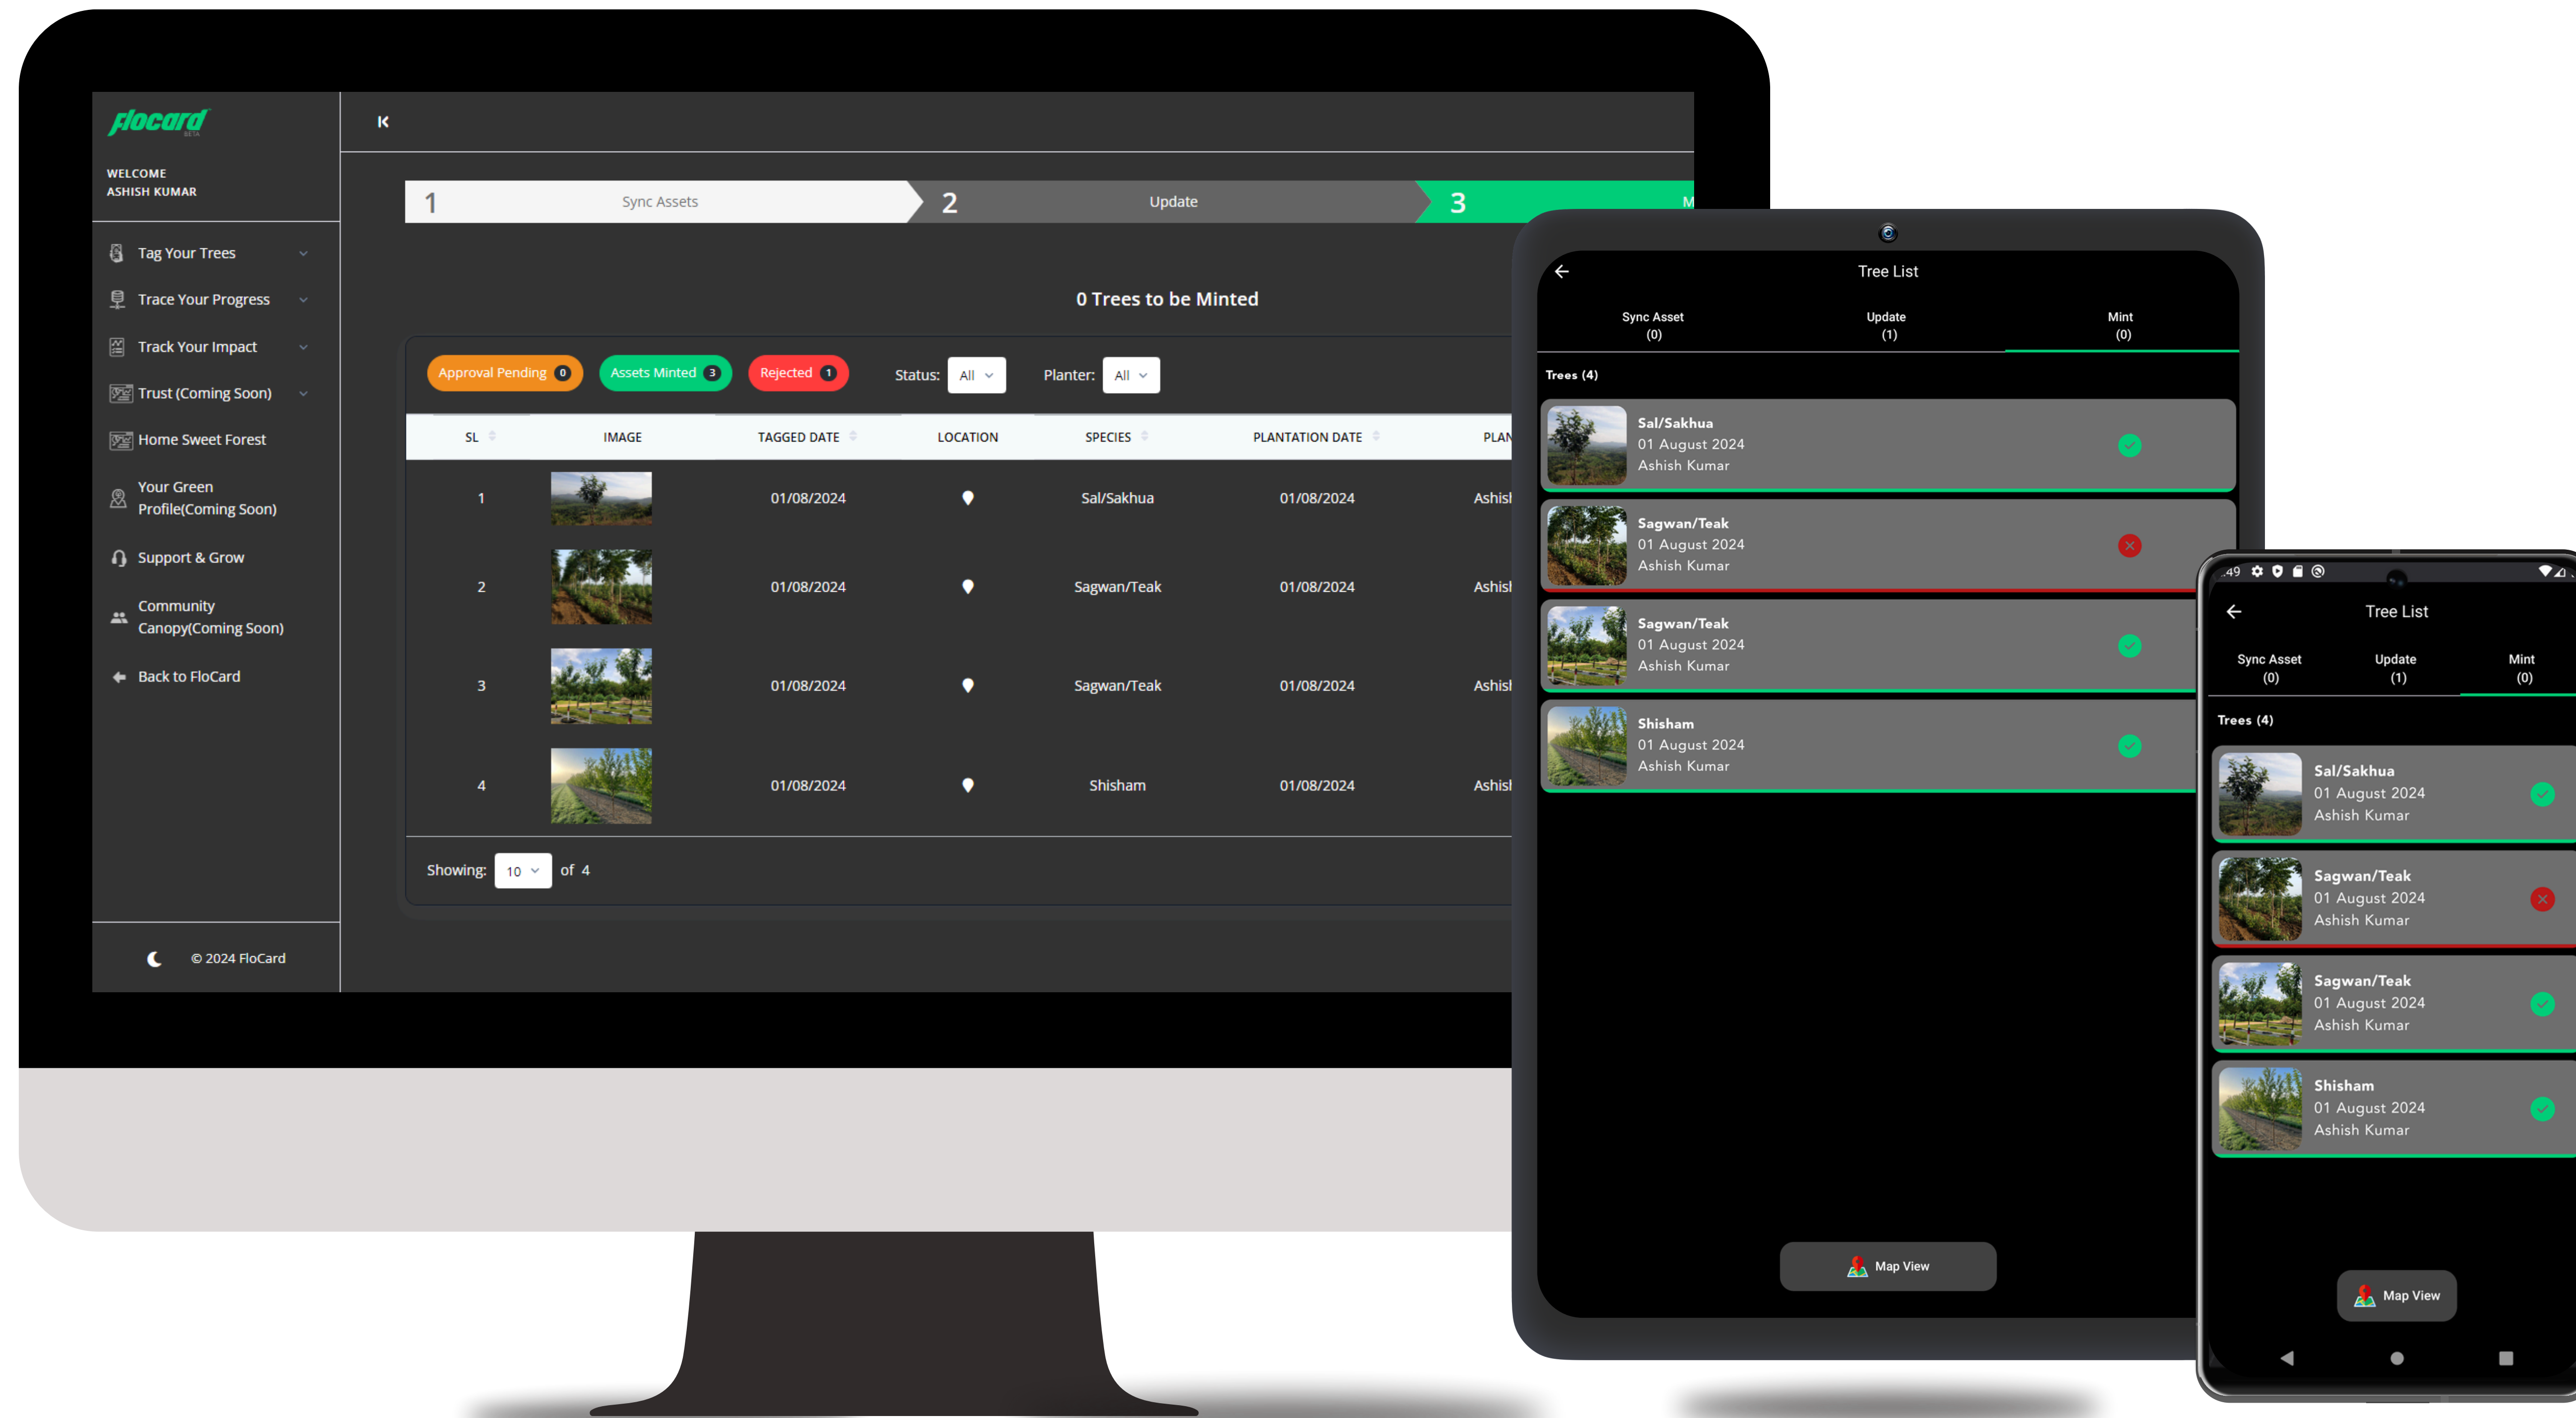 Flocard
BETA
WELCOME
ASHISH KUMAR
Tag Your Trees
Trace Your Progress
Track Your Impact
Trust (Coming Soon)
Home Sweet Forest
Your Green
Profile(Coming Soon)
Support & Grow
Community
Canopy(Coming Soon)
Back to FloCard
© 2024 FloCard
1 Sync Assets 2 Update 3 M
0 Trees to be Minted
Approval Pending 0 Assets Minted 3 Rejected 1 Status: All Planter: All
SL IMAGE TAGGED DATE LOCATION SPECIES PLANTATION DATE PLAN
1 01/08/2024 Sal/Sakhua 01/08/2024 Ashish
2 01/08/2024 Sagwan/Teak 01/08/2024 Ashish
3 01/08/2024 Sagwan/Teak 01/08/2024 Ashish
4 01/08/2024 Shisham 01/08/2024 Ashish
Showing: 10 of 4
Tree List
Sync Asset Update Mint
(0) (1) (0)
Trees (4)
Sal/Sakhua
01 August 2024
Ashish Kumar
Sagwan/Teak
01 August 2024
Ashish Kumar
Sagwan/Teak
01 August 2024
Ashish Kumar
Shisham
01 August 2024
Ashish Kumar
Map View
:49
Tree List
Sync Asset Update Mint
(0) (1) (0)
Trees (4)
Sal/Sakhua
01 August 2024
Ashish Kumar
Sagwan/Teak
01 August 2024
Ashish Kumar
Sagwan/Teak
01 August 2024
Ashish Kumar
Shisham
01 August 2024
Ashish Kumar
Map View